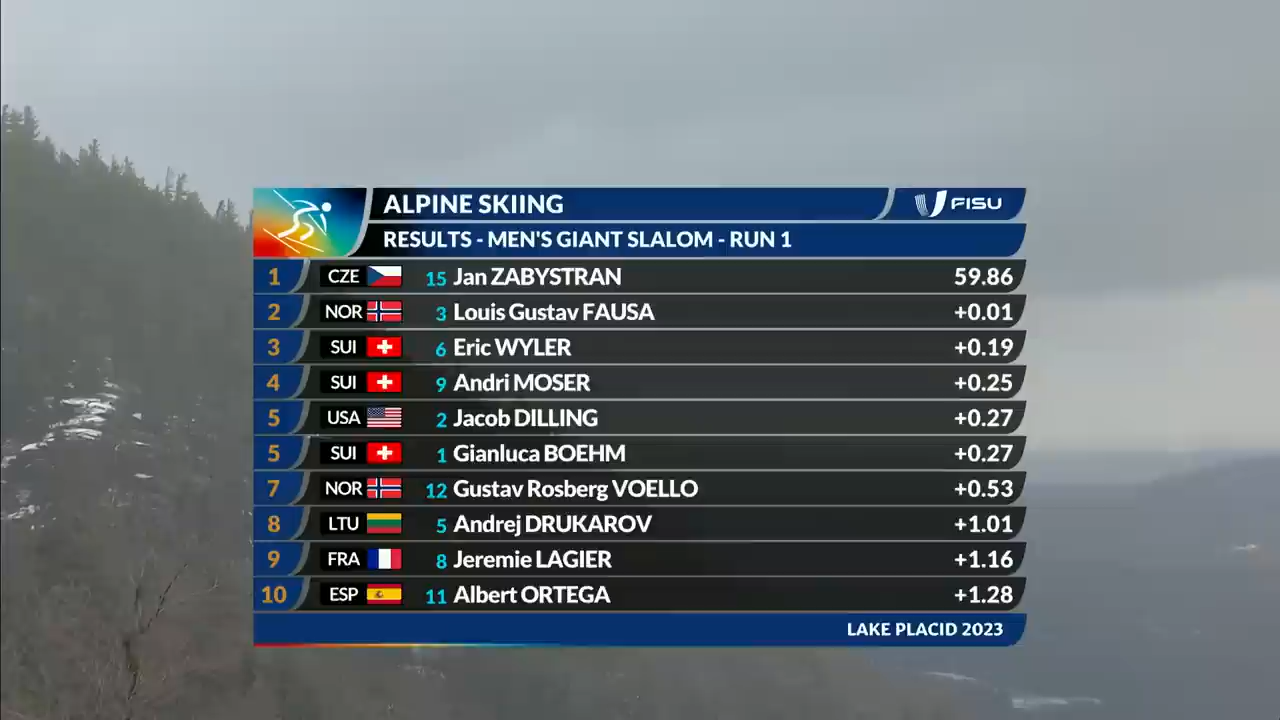 ALPINE SKIING FISU
RESULTS - MEN'S GIANT SLALOM - RUN 1
1 CZE 15 Jan ZABYSTRAN 59.86
2 NOR 3 Louis Gustav FAUSA +0.01
3 SUI 6 Eric WYLER +0.19
4 SUI 9 Andri MOSER +0.25
5 USA 2 Jacob DILLING +0.27
5 SUI 1 Gianluca BOEHM +0.27
7 NOR 12 Gustav Rosberg VOELLO +0.53
8 LTU 5 Andrej DRUKAROV +1.01
9 FRA 8 Jeremie LAGIER +1.16
10 ESP 11 Albert ORTEGA +1.28
LAKE PLACID 2023